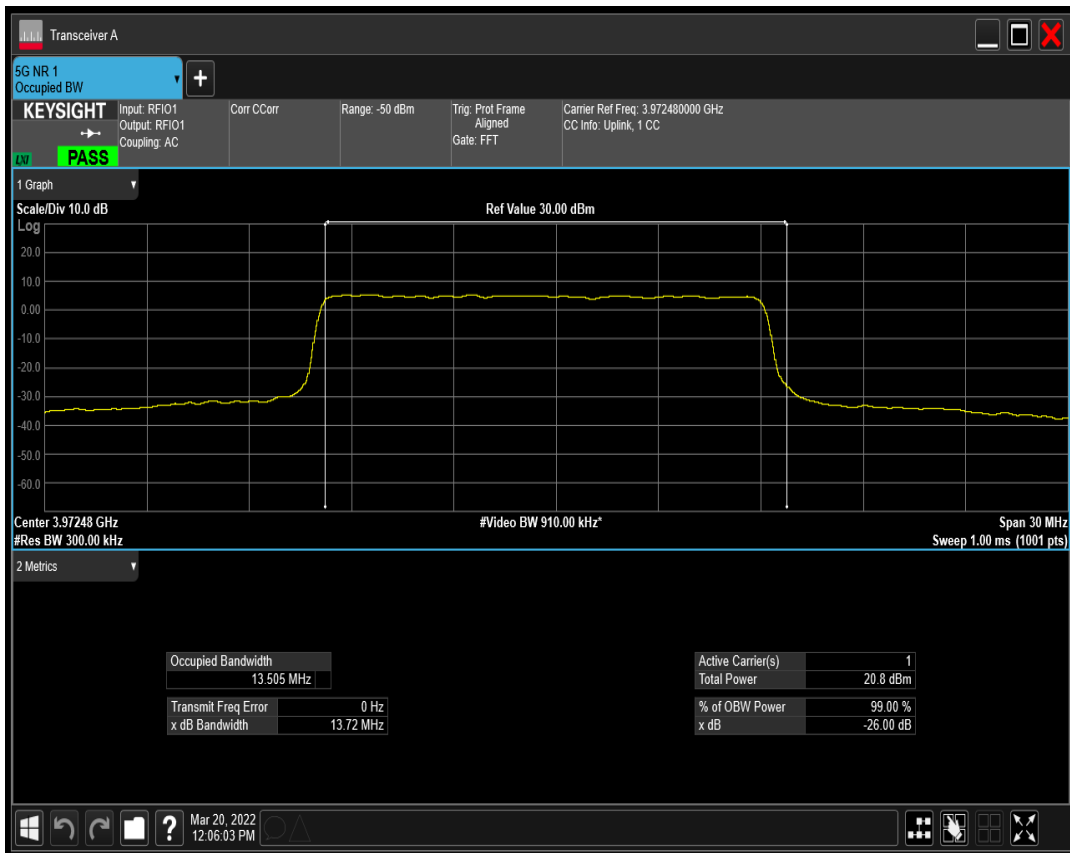 Transceiver A
5G NR 1
Occupied BW
+
KEYSIGHT
LXI
PASS
Input: RFIO1
Output: RFIO1
Coupling: AC
Corr CCorr
Range: -50 dBm
Trig: Prot Frame
Aligned
Gate: FFT
Carrier Ref Freq: 3.972480000 GHz
CC Info: Uplink, 1 CC
1 Graph
Scale/Div 10.0 dB
Ref Value 30.00 dBm
Log
20.0
10.0
0.00
-10.0
-20.0
-30.0
-40.0
-50.0
-60.0
Center 3.97248 GHz
#Video BW 910.00 kHz*
Span 30 MHz
#Res BW 300.00 kHz
Sweep 1.00 ms (1001 pts)
2 Metrics
Occupied Bandwidth
13.505 MHz
Transmit Freq Error 0 Hz
x dB Bandwidth 13.72 MHz
Active Carrier(s) 1
Total Power 20.8 dBm
% of OBW Power 99.00 %
x dB -26.00 dB
?
Mar 20, 2022
12:06:03 PM